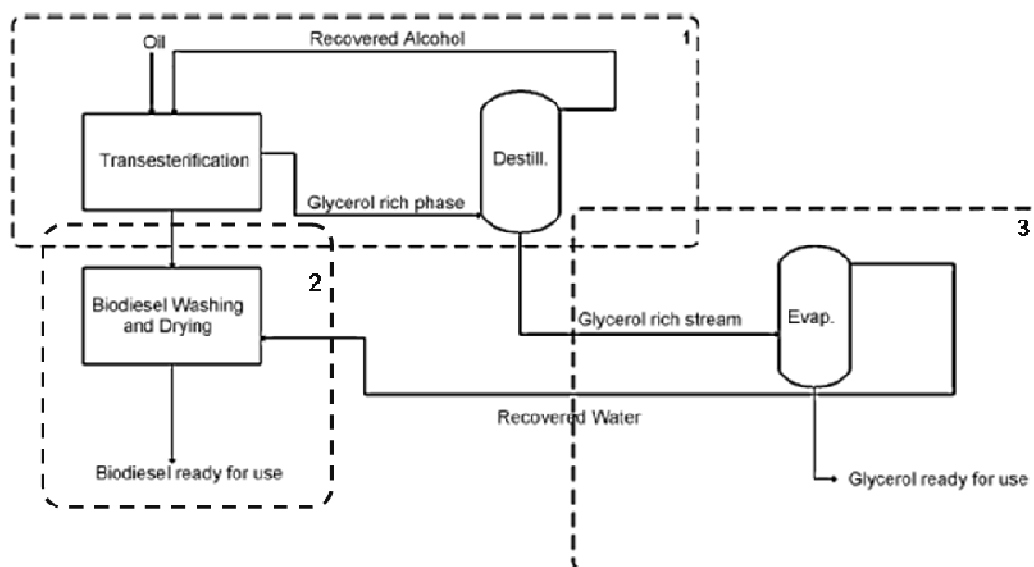 Oil
Recovered Alcohol
1
Transesterification
Destill.
Glycerol rich phase
2
3
Biodiesel Washing
and Drying
Glycerol rich stream
Evap.
Recovered Water
Biodiesel ready for use
Glycerol ready for use